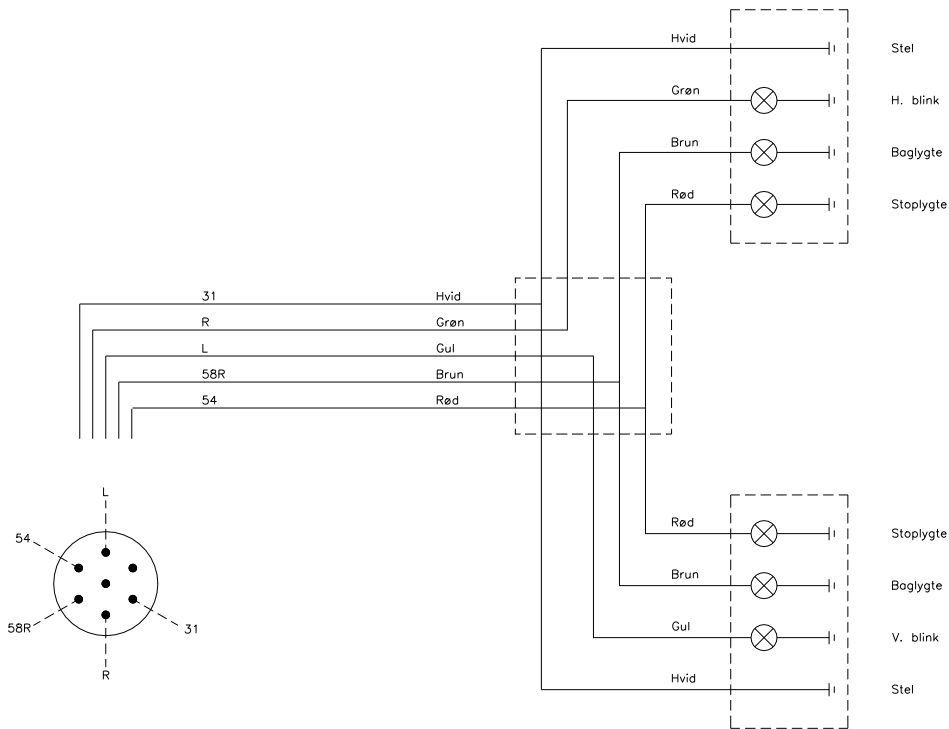 Hvid Stel
Grøn H. blink
Brun Baglygte
Rød Stoplygte
31 Hvid
R Grøn
L Gul
58R Brun
54 Rød
L
54
58R
31
R
Rød Stoplygte
Brun Baglygte
Gul V. blink
Hvid Stel